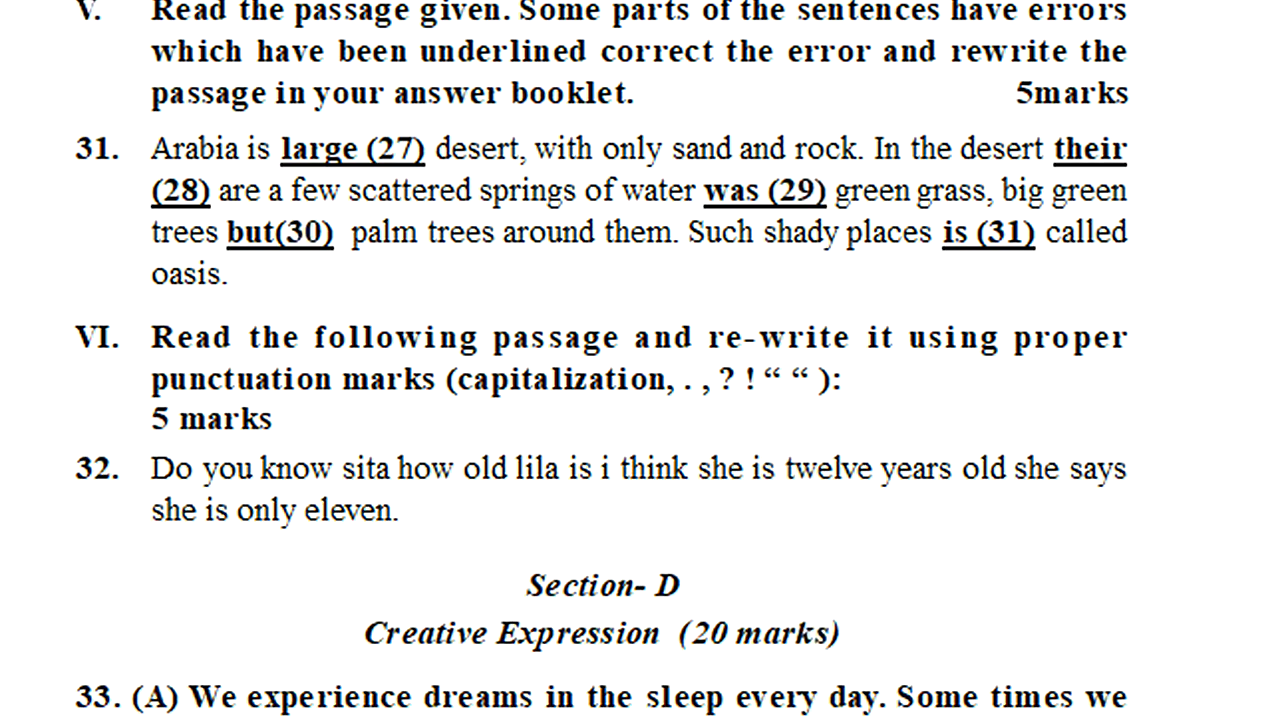 V. Read the passage given. Some parts of the sentences have errors
which have been underlined correct the error and rewrite the
passage in your answer booklet. 5marks
31. Arabia is large (27) desert, with only sand and rock. In the desert their
(28) are a few scattered springs of water was (29) green grass, big green
trees but(30) palm trees around them. Such shady places is (31) called
oasis.
VI. Read the following passage and re-write it using proper
punctuation marks (capitalization, . , ? ! “ “ ):
5 marks
32. Do you know sita how old lila is i think she is twelve years old she says
she is only eleven.
Section- D
Creative Expression (20 marks)
33. (A) We experience dreams in the sleep every day. Some times we